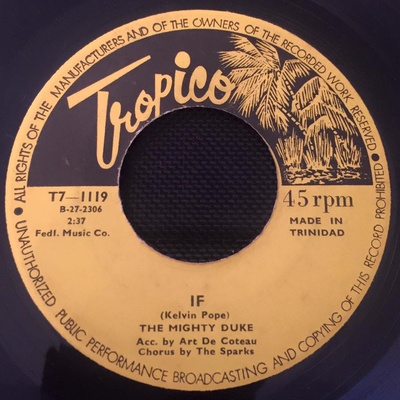 ALL RIGHTS OF THE MANUFACTURERS AND OF THE OWNERS OF THE RECORDED WORK RESERVED •
Tropico
T7—1119
B-27-2306
2:37
Fedl. Music Co.
45 rpm
MADE IN
TRINIDAD
IF
(Kelvin Pope)
THE MIGHTY DUKE
Acc. by Art De Coteau
Chorus by The Sparks
UNAUTHORIZED PUBLIC PERFORMANCE BROADCASTING AND COPYING OF THIS RECORD PROHIBITED •